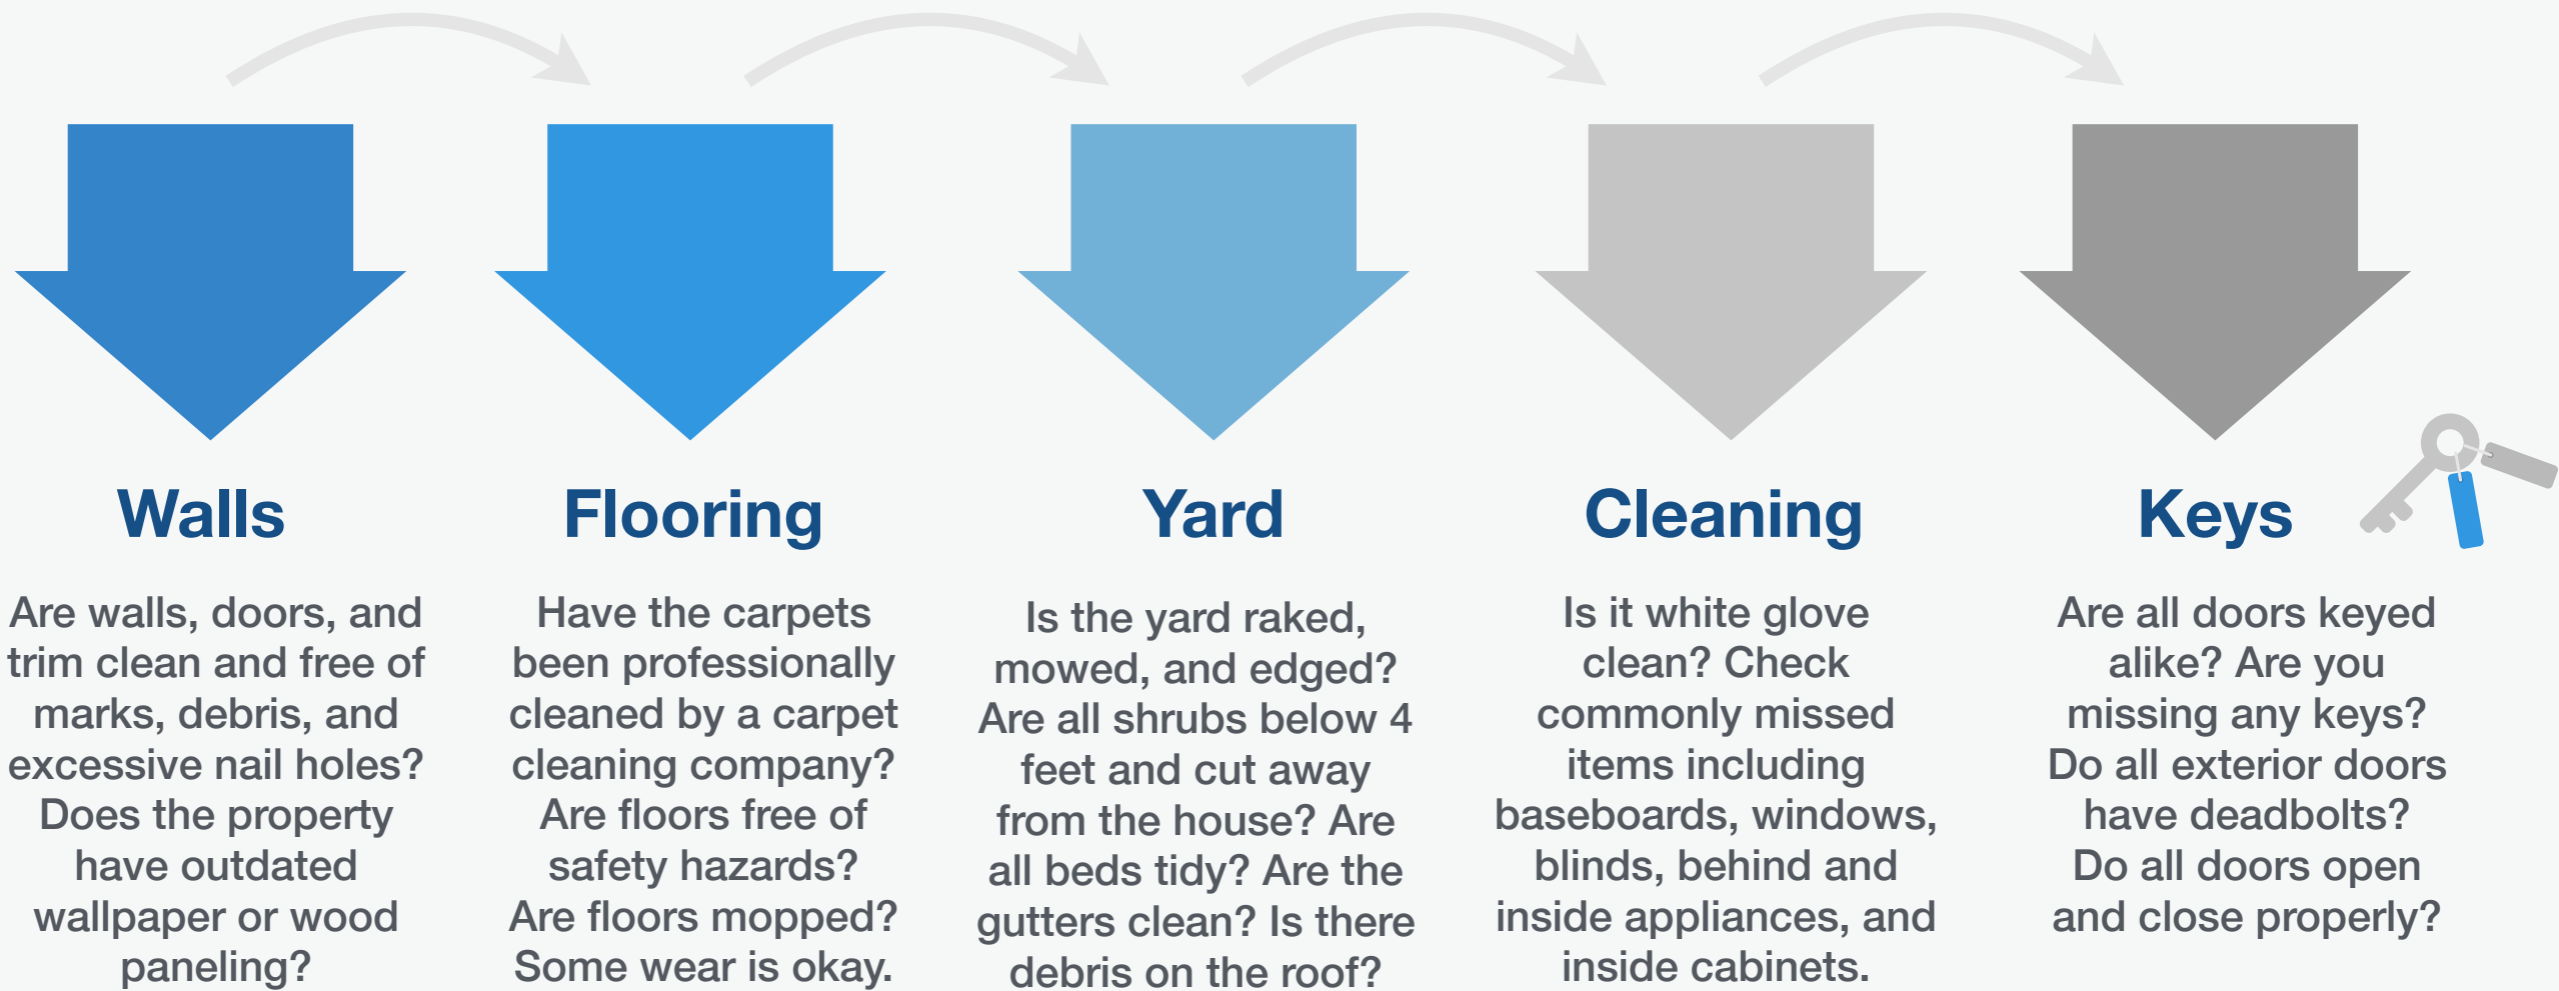 Walls
Are walls, doors, and
trim clean and free of
marks, debris, and
excessive nail holes?
Does the property
have outdated
wallpaper or wood
paneling?
Flooring
Have the carpets
been professionally
cleaned by a carpet
cleaning company?
Are floors free of
safety hazards?
Are floors mopped?
Some wear is okay.
Yard
Is the yard raked,
mowed, and edged?
Are all shrubs below 4
feet and cut away
from the house? Are
all beds tidy? Are the
gutters clean? Is there
debris on the roof?
Cleaning
Is it white glove
clean? Check
commonly missed
items including
baseboards, windows,
blinds, behind and
inside appliances, and
inside cabinets.
Keys
Are all doors keyed
alike? Are you
missing any keys?
Do all exterior doors
have deadbolts?
Do all doors open
and close properly?